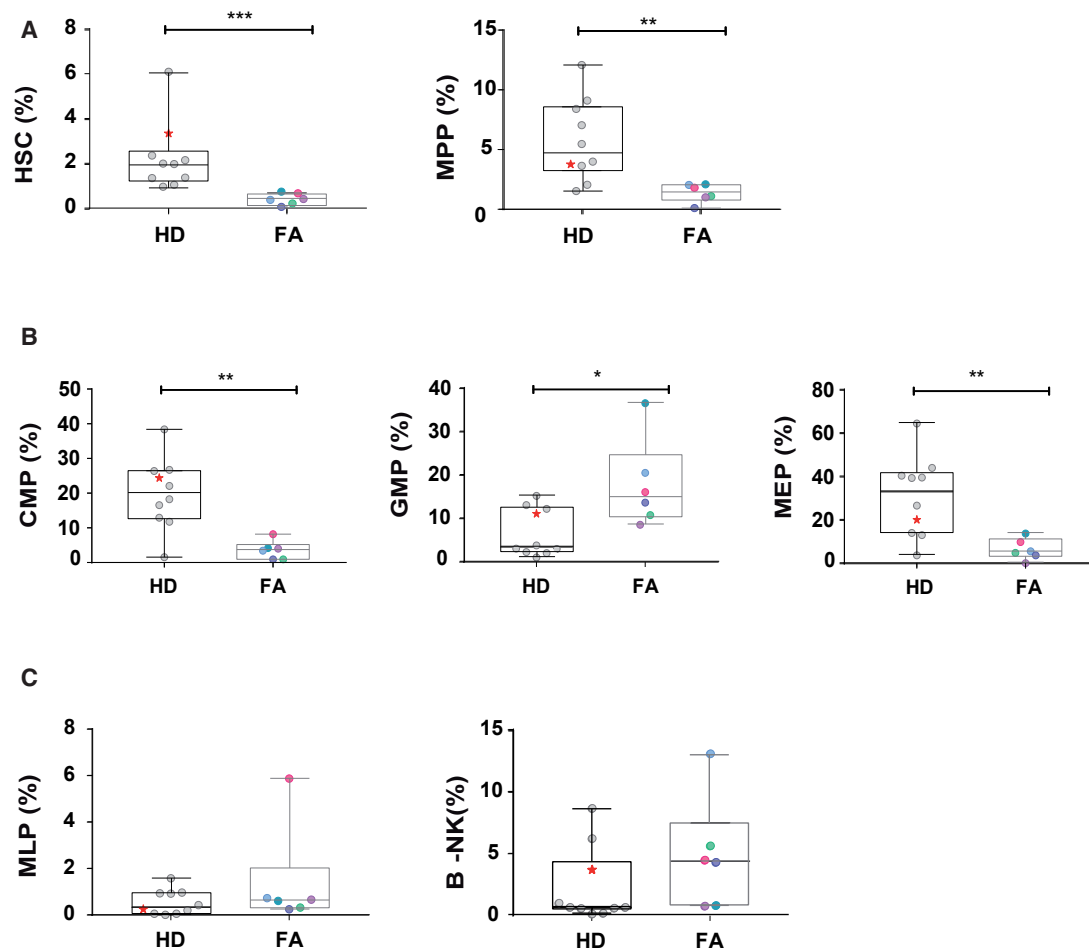 A
HSC (%)
8
6
4
2
0
***
HD
FA
MPP (%)
15
10
5
0
**
HD
FA
B
CMP (%)
50
40
30
20
10
0
**
HD
FA
GMP (%)
40
30
20
10
0
*
HD
FA
MEP (%)
80
60
40
20
0
**
HD
FA
C
MLP (%)
8
6
4
2
0
HD
FA
B -NK(%)
15
10
5
0
HD
FA